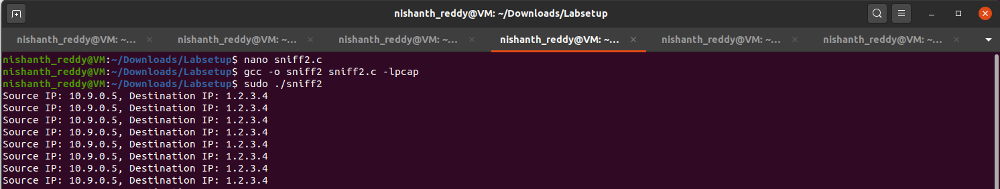 nishanth_reddy@VM: ~/Downloads/Labsetup
nishanth_reddy@VM: ~... × nishanth_reddy@VM: ~... × nishanth_reddy@VM: ~... × nishanth_reddy@VM: ~... × nishanth_reddy@VM: ~... × nishanth_reddy@VM: ~... ×
nishanth_reddy@VM:~/Downloads/Labsetup$ nano sniff2.c
nishanth_reddy@VM:~/Downloads/Labsetup$ gcc -o sniff2 sniff2.c -lpcap
nishanth_reddy@VM:~/Downloads/Labsetup$ sudo ./sniff2
Source IP: 10.9.0.5, Destination IP: 1.2.3.4
Source IP: 10.9.0.5, Destination IP: 1.2.3.4
Source IP: 10.9.0.5, Destination IP: 1.2.3.4
Source IP: 10.9.0.5, Destination IP: 1.2.3.4
Source IP: 10.9.0.5, Destination IP: 1.2.3.4
Source IP: 10.9.0.5, Destination IP: 1.2.3.4
Source IP: 10.9.0.5, Destination IP: 1.2.3.4
Source IP: 10.9.0.5, Destination IP: 1.2.3.4